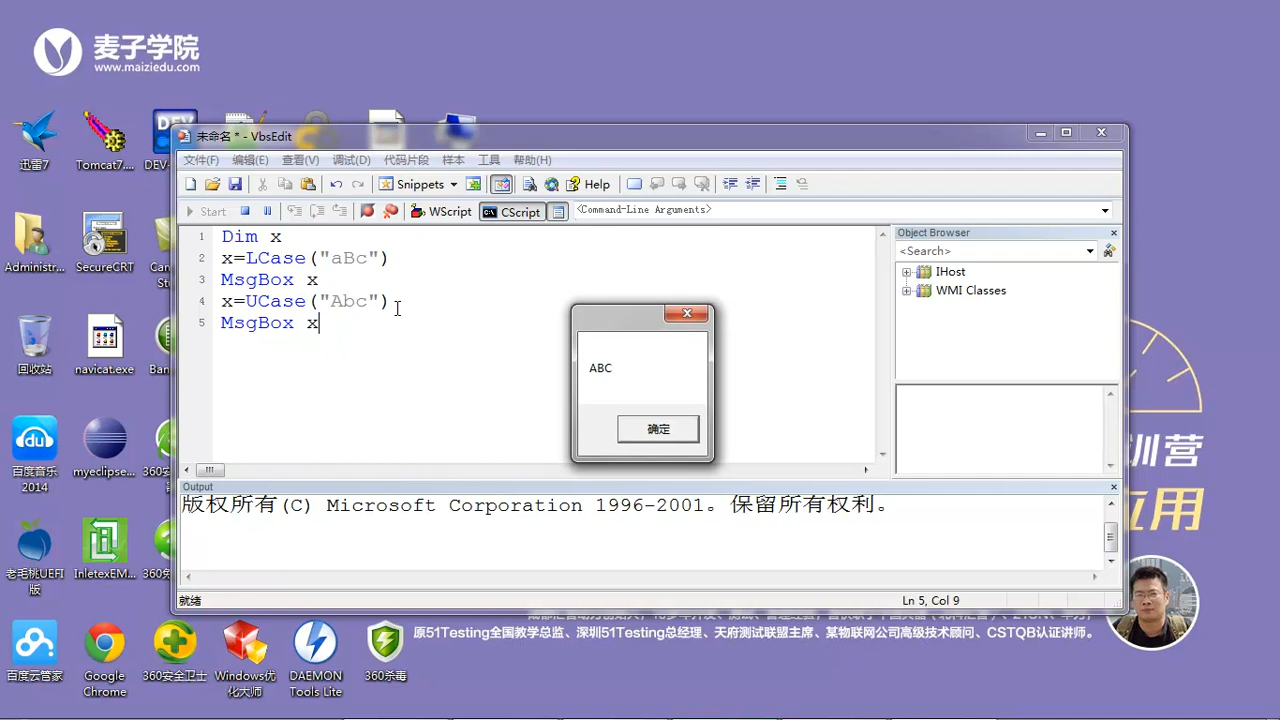 麦子学院
www.maiziedu.com
迅雷7
Tomcat7....
DEV
DEV-
未命名 * - VbsEdit
文件(F) 编辑(E) 查看(V) 调试(D) 代码片段 样本 工具 帮助(H)
Snippets Help
Start WScript CScript <Command-Line Arguments>
1 Dim x
2 x=LCase("aBc")
3 MsgBox x
4 x=UCase("Abc")
5 MsgBox x
Object Browser
<Search>
IHost
WMI Classes
ABC
确定
Output
版权所有(C) Microsoft Corporation 1996-2001。保留所有权利。
就绪
Ln 5, Col 9
Administr...
SecureCRT
回收站
navicat.exe
百度音乐
2014
myeclipse...
老毛桃UEFI
版
InletexEM...
百度云管家
Google
Chrome
360安全卫士
Windows优
化大师
DAEMON
Tools Lite
360杀毒
训营
应用
原51Testing全国教学总监、深圳51Testing总经理、天府测试联盟主席、某物联网公司高级技术顾问、CSTQB认证讲师。